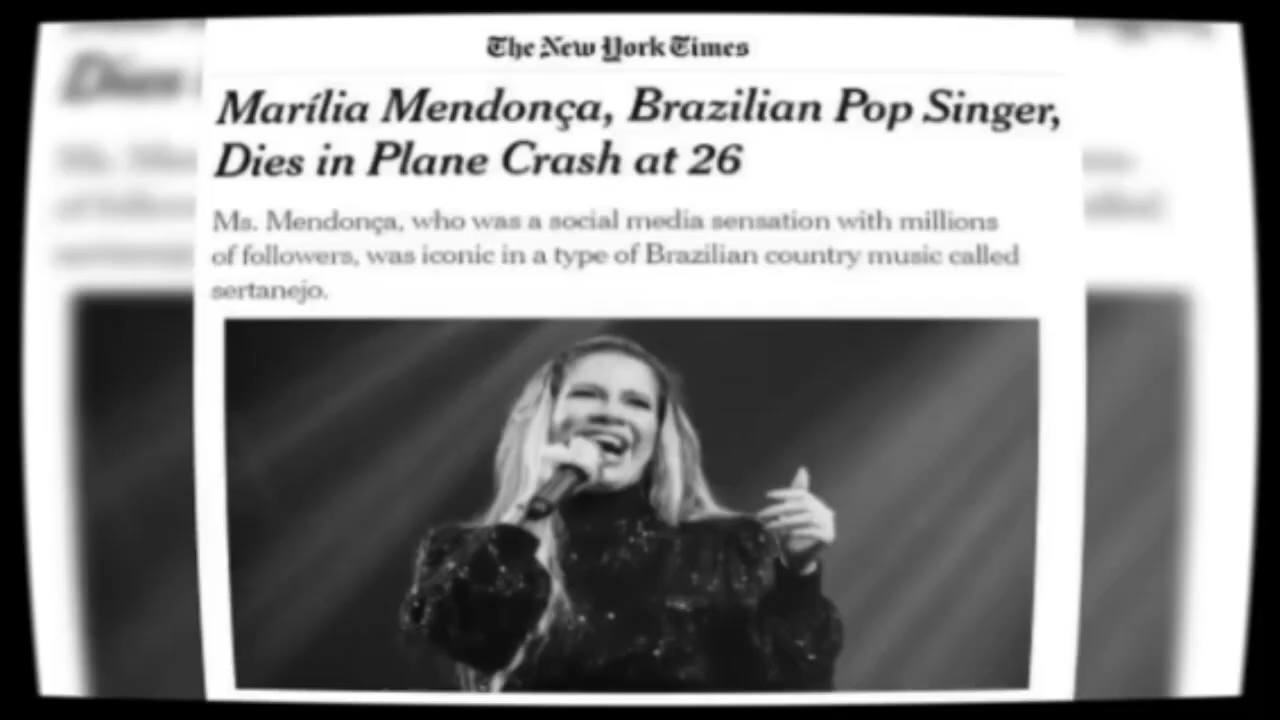 The New York Times
Marília Mendonça, Brazilian Pop Singer,
Dies in Plane Crash at 26
Ms. Mendonça, who was a social media sensation with millions
of followers, was iconic in a type of Brazilian country music called
sertanejo.
Dies